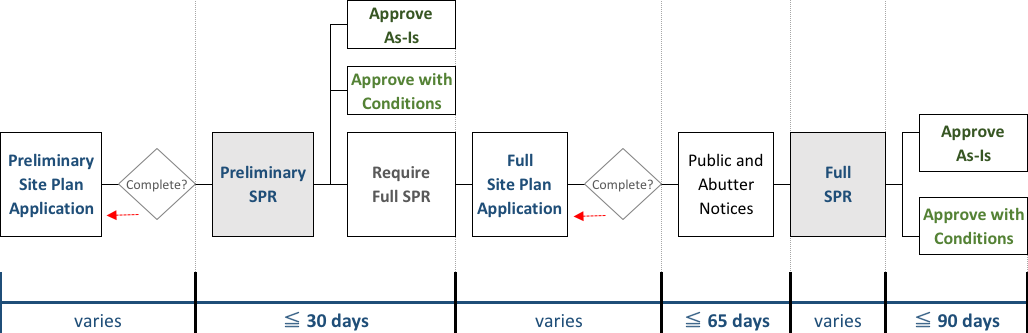 Approve
As-Is
Approve with
Conditions
Preliminary
Site Plan
Application
Complete?
Preliminary
SPR
Require
Full SPR
Full
Site Plan
Application
Complete?
Public and
Abutter
Notices
Full
SPR
Approve
As-Is
Approve with
Conditions
varies
≦ 30 days
varies
≦ 65 days
varies
≦ 90 days